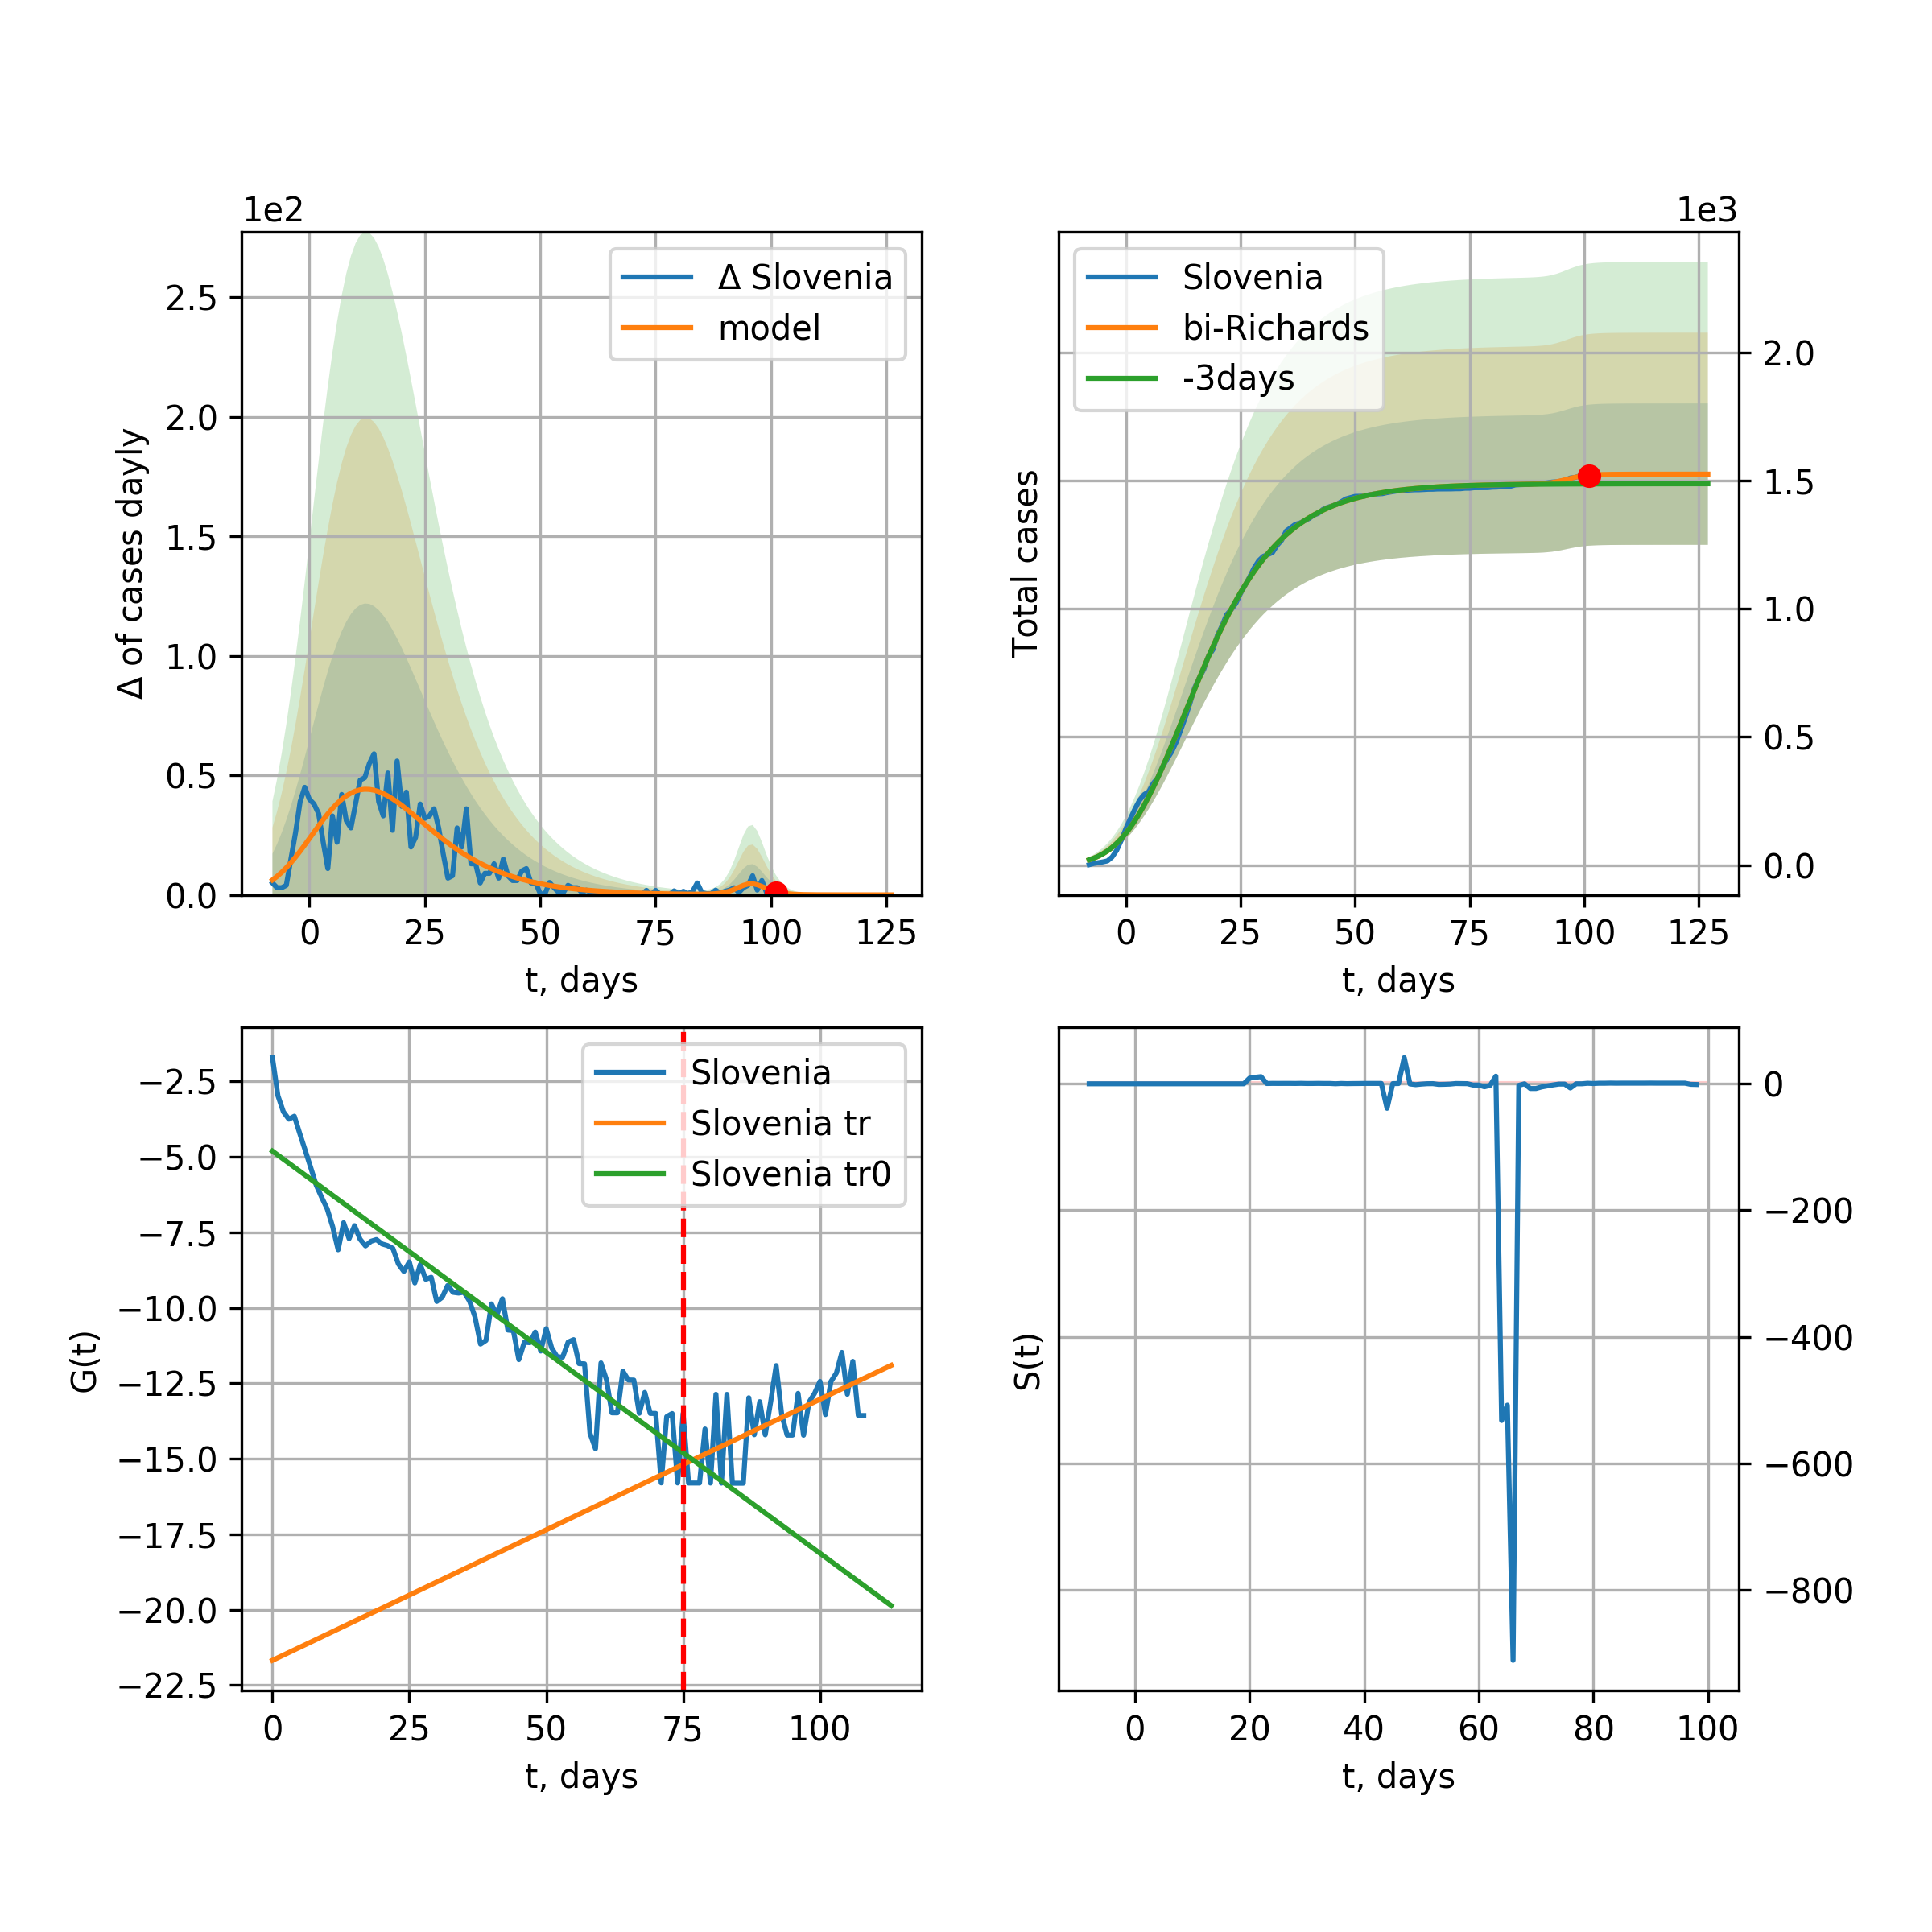 1e2
Δ of cases dayly
2.5
2.0
1.5
1.0
0.5
0.0
Δ Slovenia
model
0 25 50 75 100 125
t, days
1e3
Total cases
Slovenia
bi-Richards
-3days
2.0
1.5
1.0
0.5
0.0
0 25 50 75 100 125
t, days
G(t)
−2.5
−5.0
−7.5
−10.0
−12.5
−15.0
−17.5
−20.0
−22.5
Slovenia
Slovenia tr
Slovenia tr0
0 25 50 75 100
t, days
S(t)
0
−200
−400
−600
−800
0 20 40 60 80 100
t, days